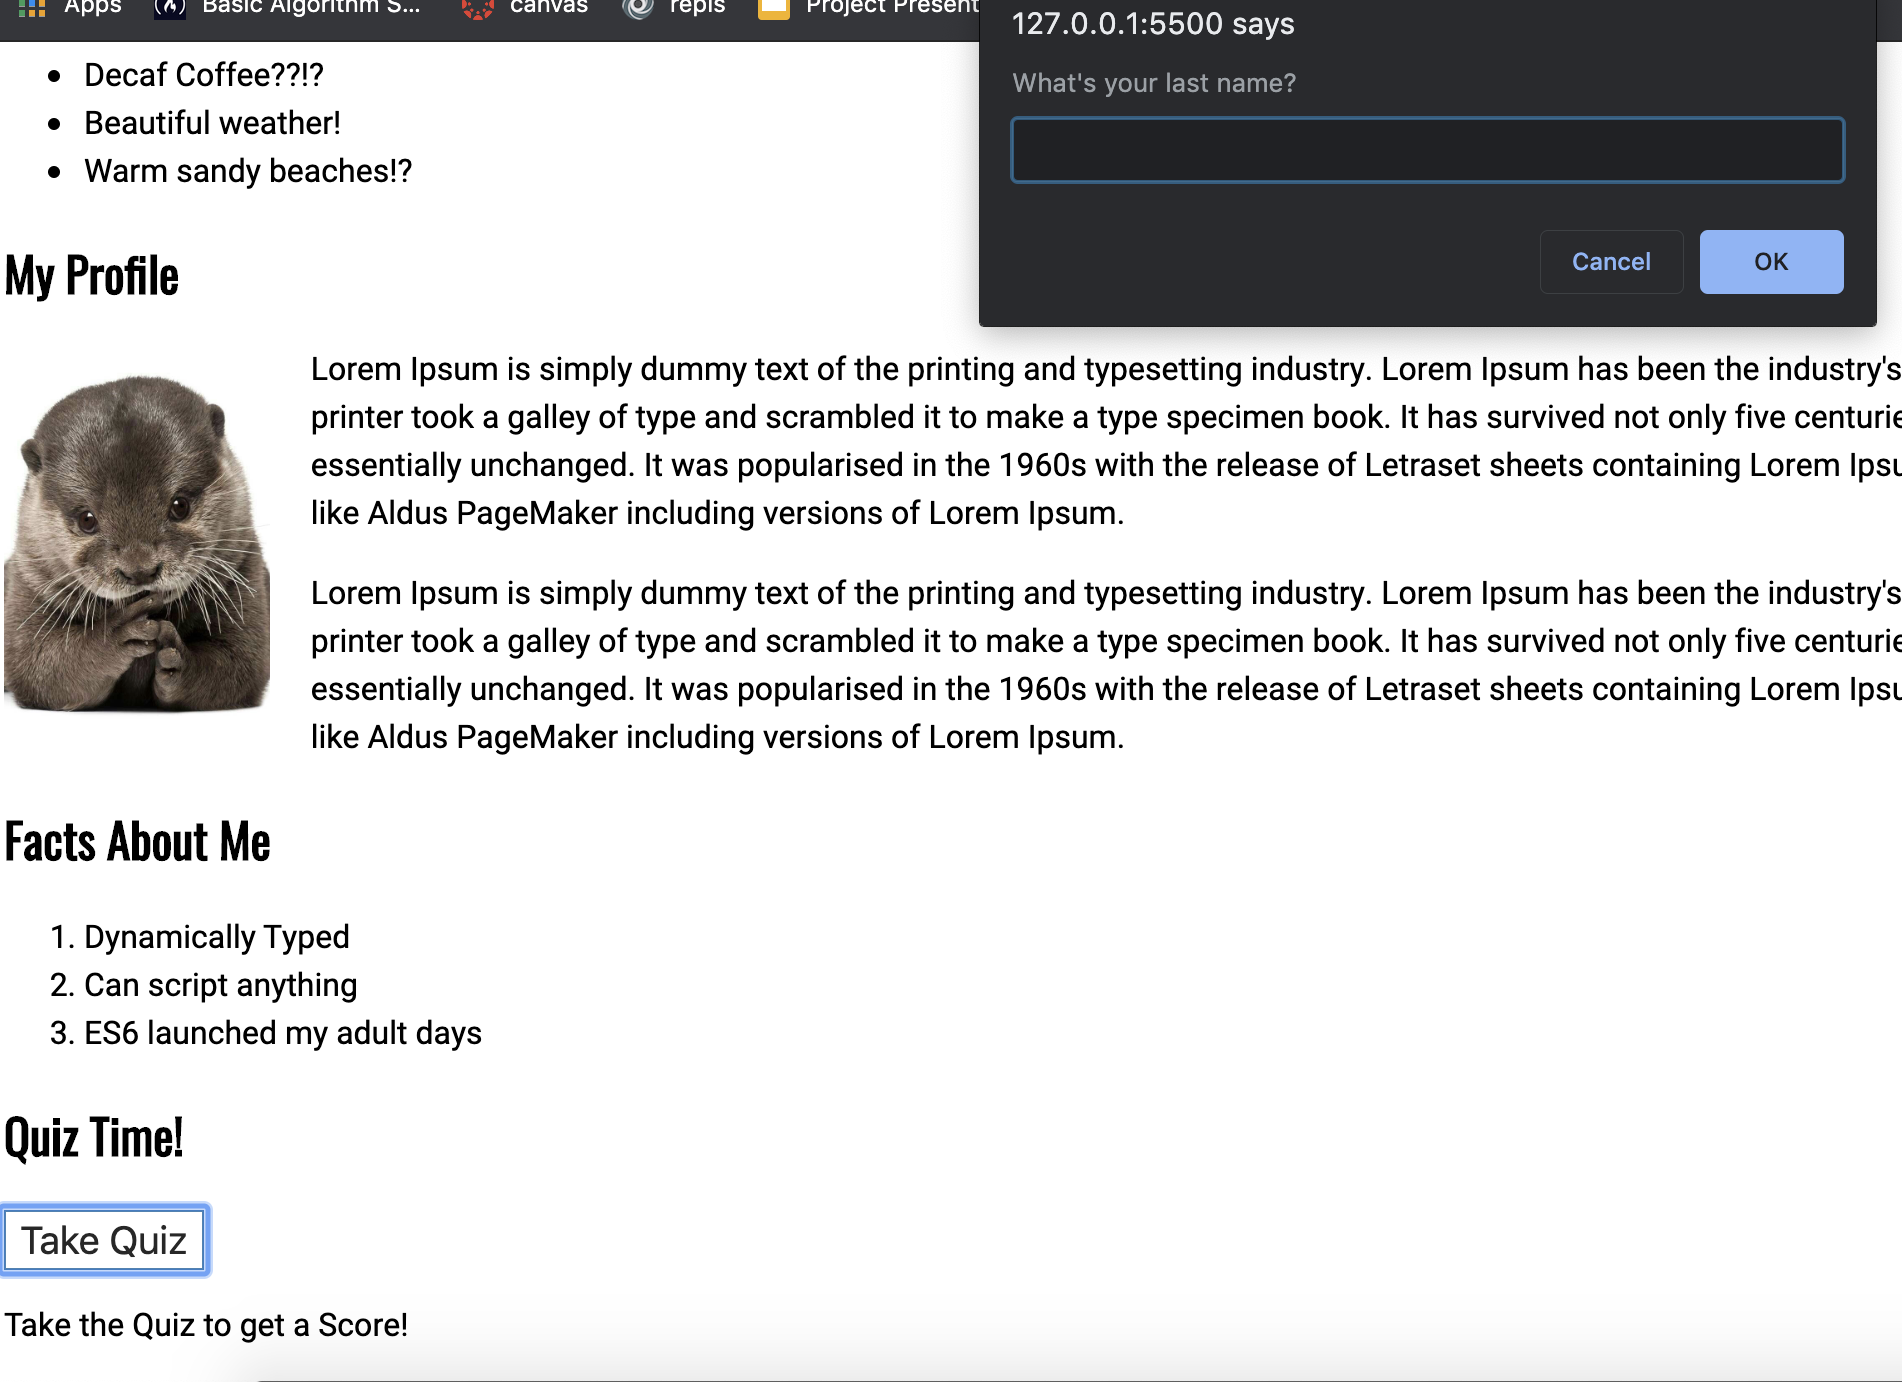 Apps Basic Algorithm S... canvas repls Project Present
127.0.0.1:5500 says
What's your last name?
Cancel OK
Decaf Coffee??!?
Beautiful weather!
Warm sandy beaches!?
My Profile
Lorem Ipsum is simply dummy text of the printing and typesetting industry. Lorem Ipsum has been the industry's
printer took a galley of type and scrambled it to make a type specimen book. It has survived not only five centurie
essentially unchanged. It was popularised in the 1960s with the release of Letraset sheets containing Lorem Ipsu
like Aldus PageMaker including versions of Lorem Ipsum.
Lorem Ipsum is simply dummy text of the printing and typesetting industry. Lorem Ipsum has been the industry's
printer took a galley of type and scrambled it to make a type specimen book. It has survived not only five centurie
essentially unchanged. It was popularised in the 1960s with the release of Letraset sheets containing Lorem Ipsu
like Aldus PageMaker including versions of Lorem Ipsum.
Facts About Me
1. Dynamically Typed
2. Can script anything
3. ES6 launched my adult days
Quiz Time!
Take Quiz
Take the Quiz to get a Score!